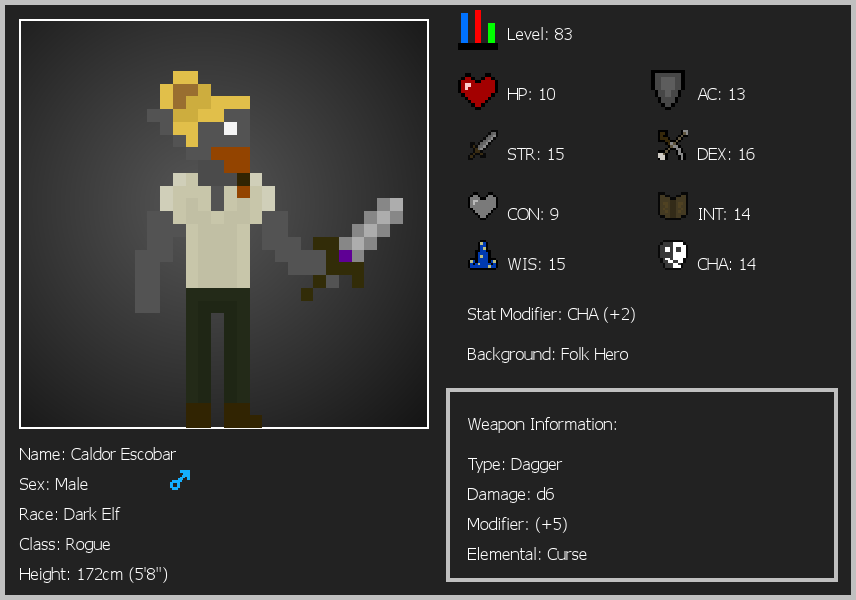 Level: 83
HP: 10
AC: 13
STR: 15
DEX: 16
CON: 9
INT: 14
WIS: 15
CHA: 14
Stat Modifier: CHA (+2)
Background: Folk Hero
Weapon Information:
Type: Dagger
Damage: d6
Modifier: (+5)
Elemental: Curse
Name: Caldor Escobar
Sex: Male
Race: Dark Elf
Class: Rogue
Height: 172cm (5'8")